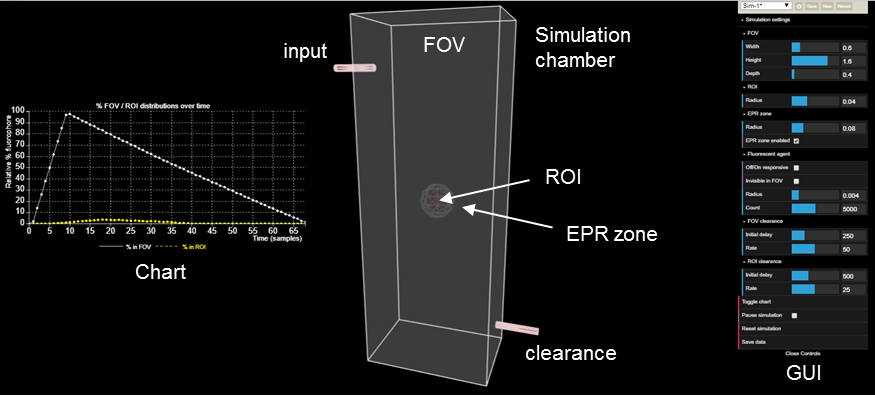 input
FOV
Simulation
chamber
ROI
EPR zone
clearance
% FOV / ROI distributions over time
Relative % fluorophore
100
90
80
70
60
50
40
30
20
10
0
0 5 10 15 20 25 30 35 40 45 50 55 60 65
Time (samples)
% in FOV % in ROI
Chart
Sim-1*
Save New Revert
Simulation settings
FOV
Width 0.6
Height 1.6
Depth 0.4
ROI
Radius 0.04
EPR zone
Radius 0.08
EPR zone enabled
Fluorescent agent
Off/On responsive
Invisible in FOV
Radius 0.004
Count 5000
FOV clearance
Initial delay 250
Rate 50
ROI clearance
Initial delay 500
Rate 25
Toggle chart
Pause simulation
Reset simulation
Save data
Close Controls
GUI